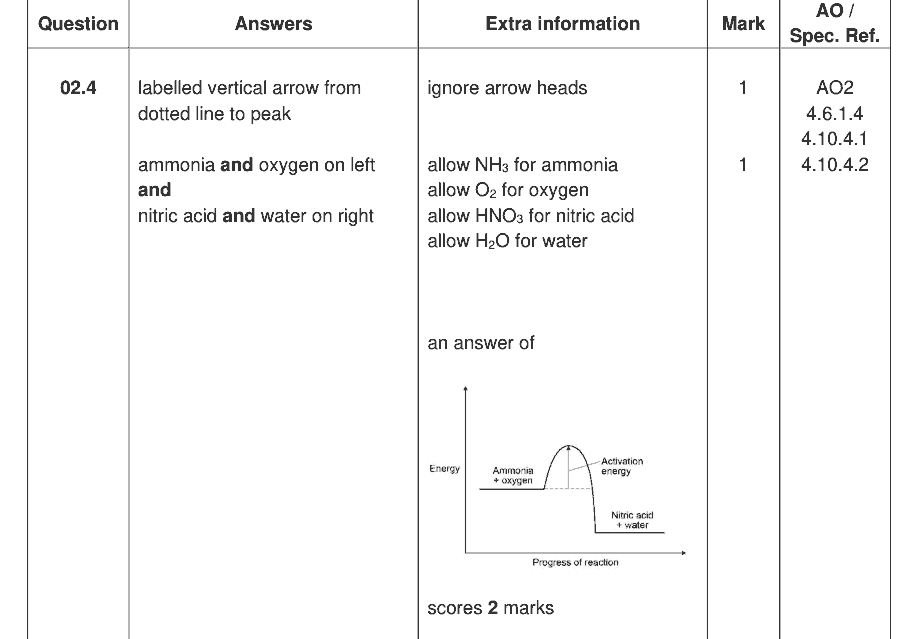 Question Answers Extra information Mark AO /
Spec. Ref.
02.4 labelled vertical arrow from ignore arrow heads 1 AO2
dotted line to peak 4.6.1.4
4.10.4.1
ammonia and oxygen on left allow NH₃ for ammonia 1 4.10.4.2
and allow O₂ for oxygen
nitric acid and water on right allow HNO₃ for nitric acid
allow H₂O for water
an answer of
Energy
Ammonia
+ oxygen
Activation
energy
Nitric acid
+ water
Progress of reaction
scores 2 marks